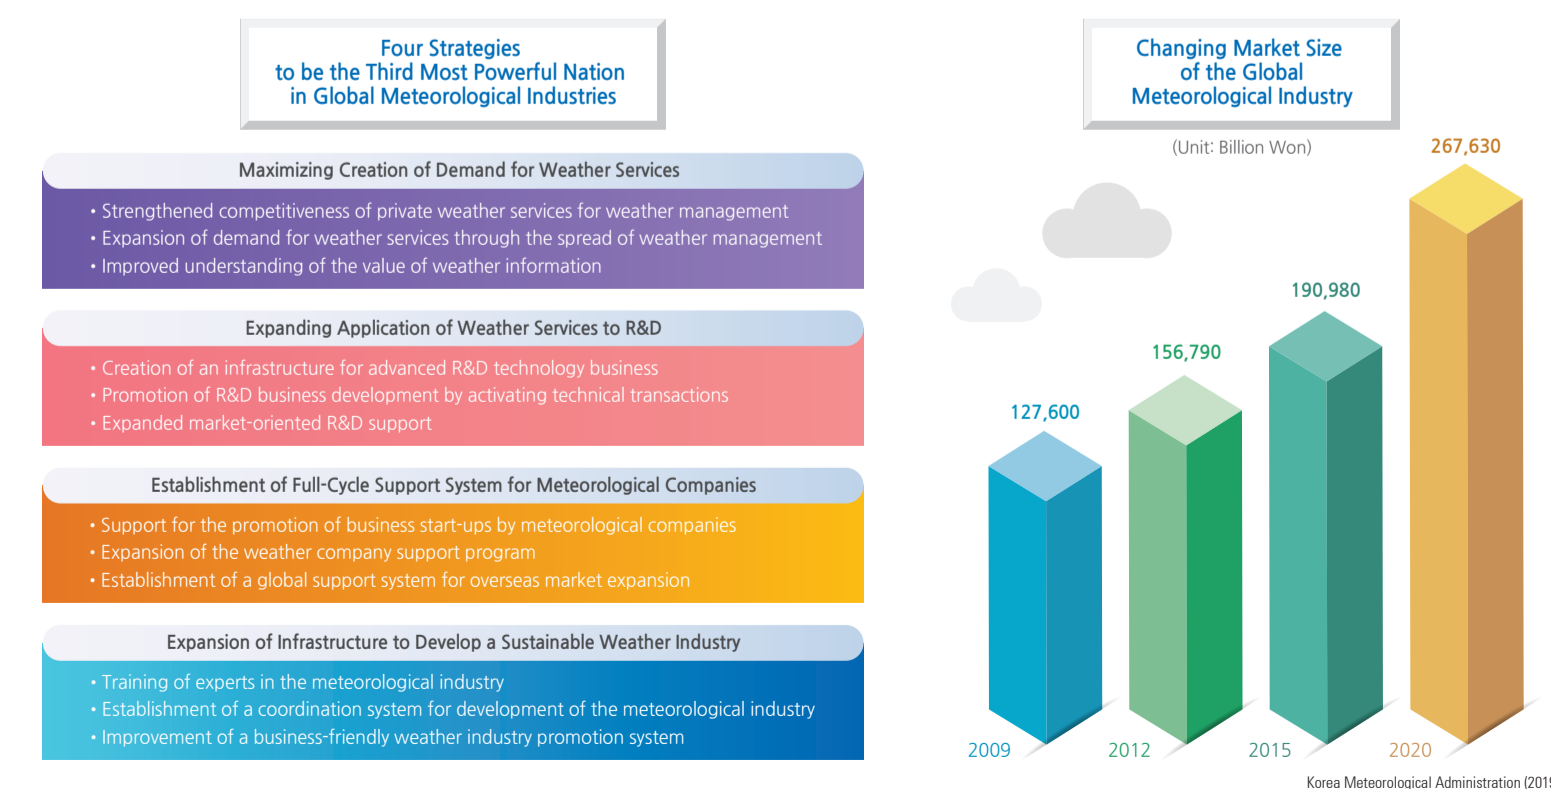 Four Strategies
to be the Third Most Powerful Nation
in Global Meteorological Industries
Maximizing Creation of Demand for Weather Services
• Strengthened competitiveness of private weather services for weather management
• Expansion of demand for weather services through the spread of weather management
• Improved understanding of the value of weather information
Expanding Application of Weather Services to R&D
• Creation of an infrastructure for advanced R&D technology business
• Promotion of R&D business development by activating technical transactions
• Expanded market-oriented R&D support
Establishment of Full-Cycle Support System for Meteorological Companies
• Support for the promotion of business start-ups by meteorological companies
• Expansion of the weather company support program
• Establishment of a global support system for overseas market expansion
Expansion of Infrastructure to Develop a Sustainable Weather Industry
• Training of experts in the meteorological industry
• Establishment of a coordination system for development of the meteorological industry
• Improvement of a business-friendly weather industry promotion system
Changing Market Size
of the Global
Meteorological Industry
(Unit: Billion Won)
267,630
190,980
156,790
127,600
2009 2012 2015 2020
Korea Meteorological Administration (2019